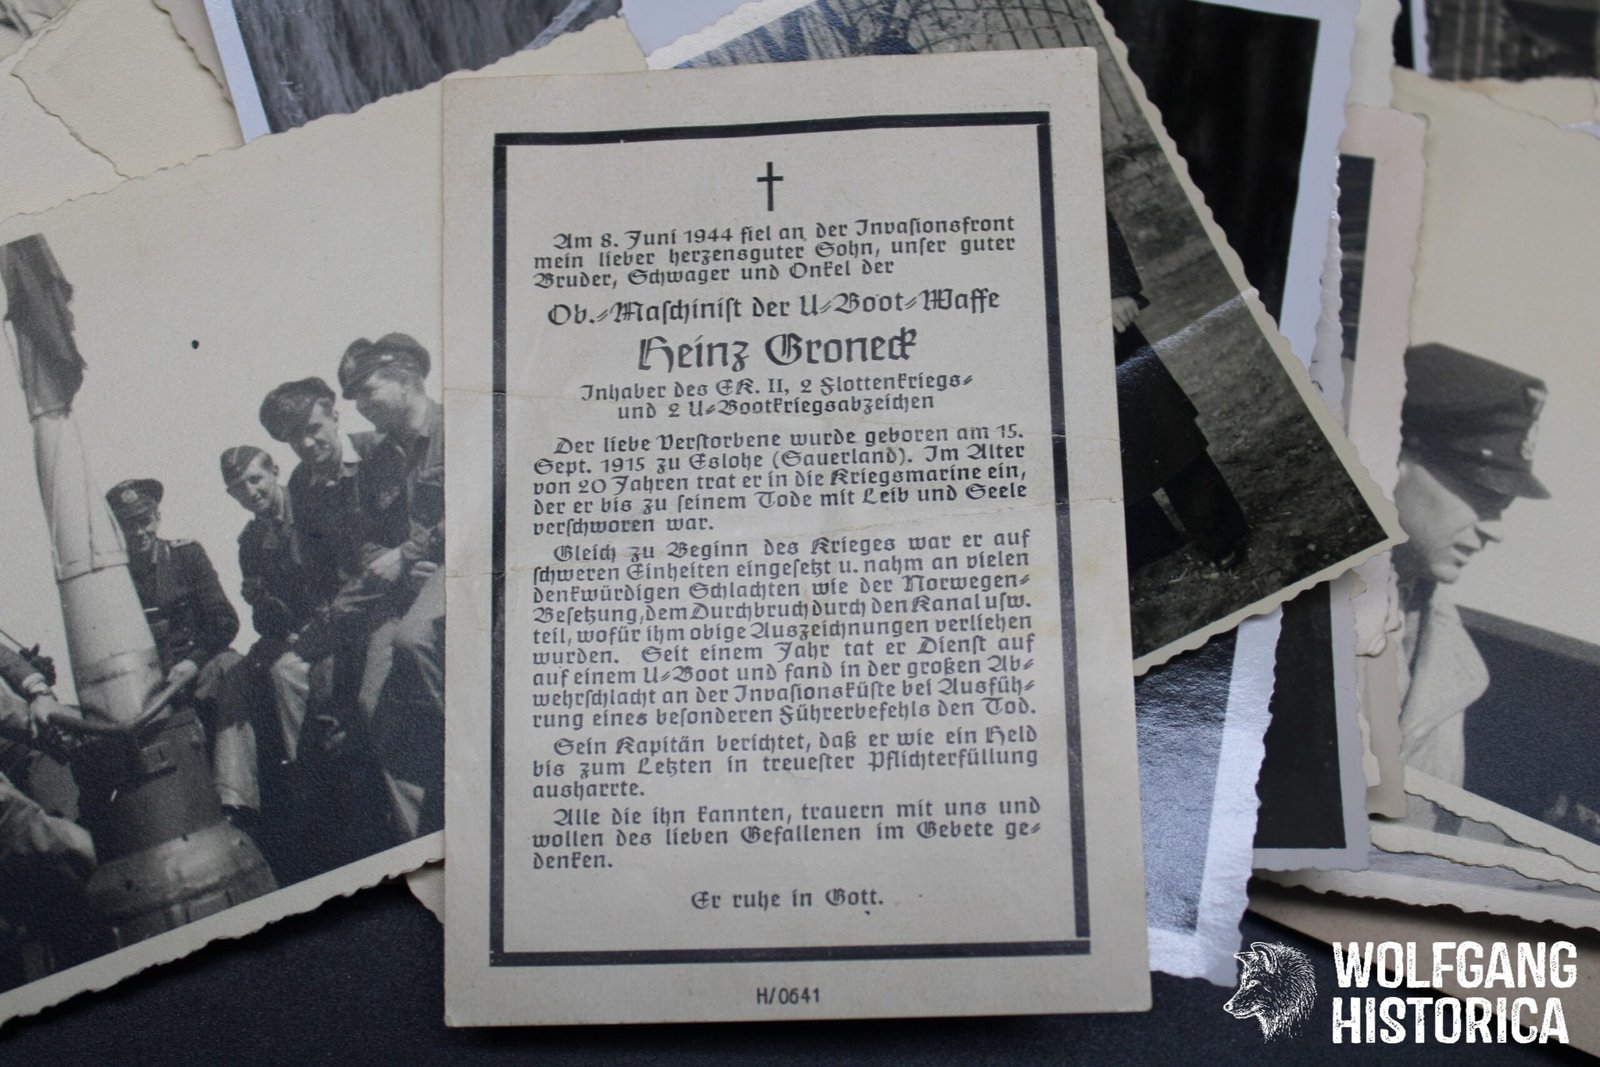 Am 8. Juni 1944 fiel an der Invaſionsfront
mein lieber herzensguter Sohn, unſer guter
Bruder, Schwager und Onkel der
Ob.-Maſchiniſt der U-Boot-Waffe
Heinz Groneck
Inhaber des EK. II, 2 Flottenkriegs-
und 2 U-Bootkriegsabzeichen
Der liebe Verſtorbene wurde geboren am 15.
Sept. 1915 zu Eslohe (Sauerland). Im Alter
von 20 Jahren trat er in die Kriegsmarine ein,
der er bis zu ſeinem Tode mit Leib und Seele
verſchworen war.
Gleich zu Beginn des Krieges war er auf
ſchweren Einheiten eingeſetzt u. nahm an vielen
denkwürdigen Schlachten wie der Norwegen-
Beſetzung, dem Durchbruch durch den Kanal uſw.
teil, wofür ihm obige Auszeichnungen verliehen
wurden. Seit einem Jahr tat er Dienſt auf
auf einem U-Boot und fand in der großen Ab-
wehrſchlacht an der Invaſionsküſte bei Ausfüh-
rung eines beſonderen Führerbefehls den Tod.
Sein Kapitän berichtet, daß er wie ein Held
bis zum Letzten in treueſter Pflichterfüllung
ausharrte.
Alle die ihn kannten, trauern mit uns und
wollen des lieben Gefallenen im Gebete ge-
denken.
Er ruhe in Gott.
H/0641
WOLFGANG
HISTORICA